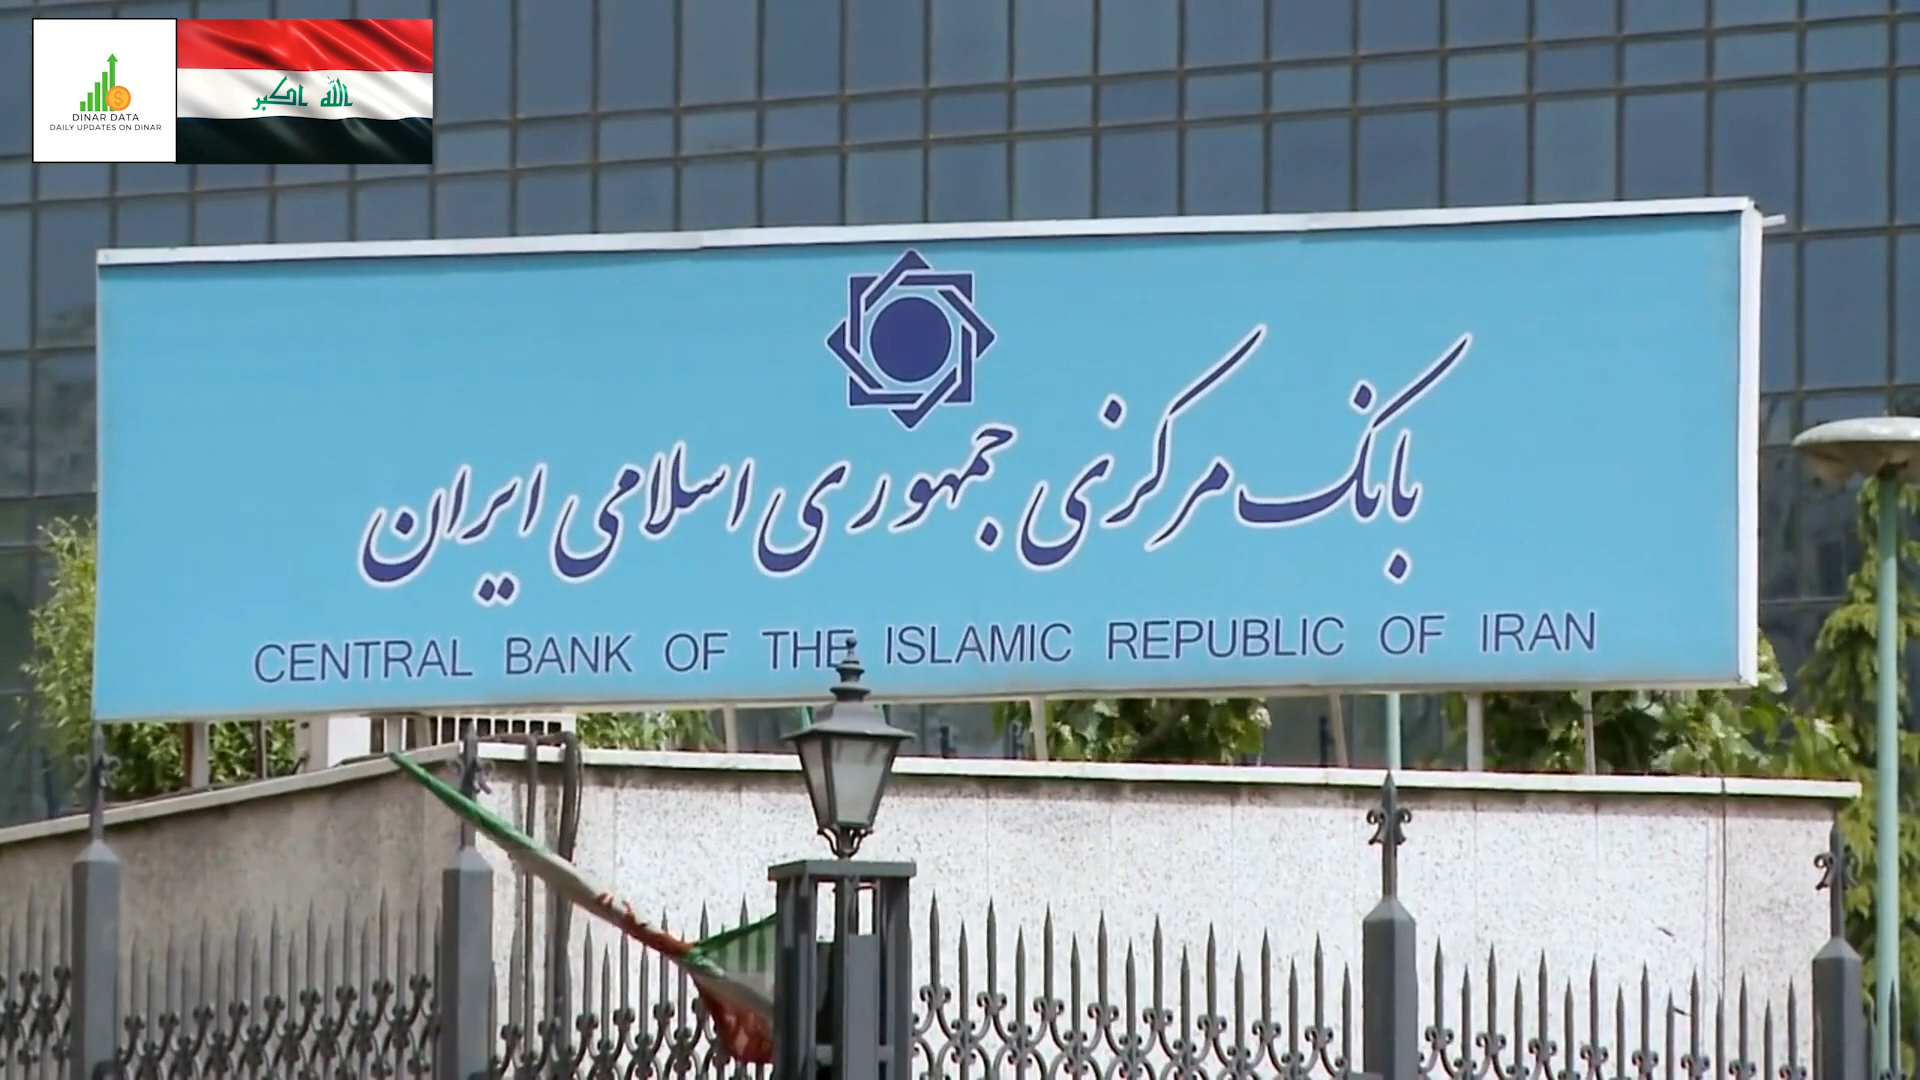 DINAR DATA
DAILY UPDATES ON DINAR
الله اكبر
بانک مرکزی جمهوری اسلامی ایران
CENTRAL BANK OF THE ISLAMIC REPUBLIC OF IRAN